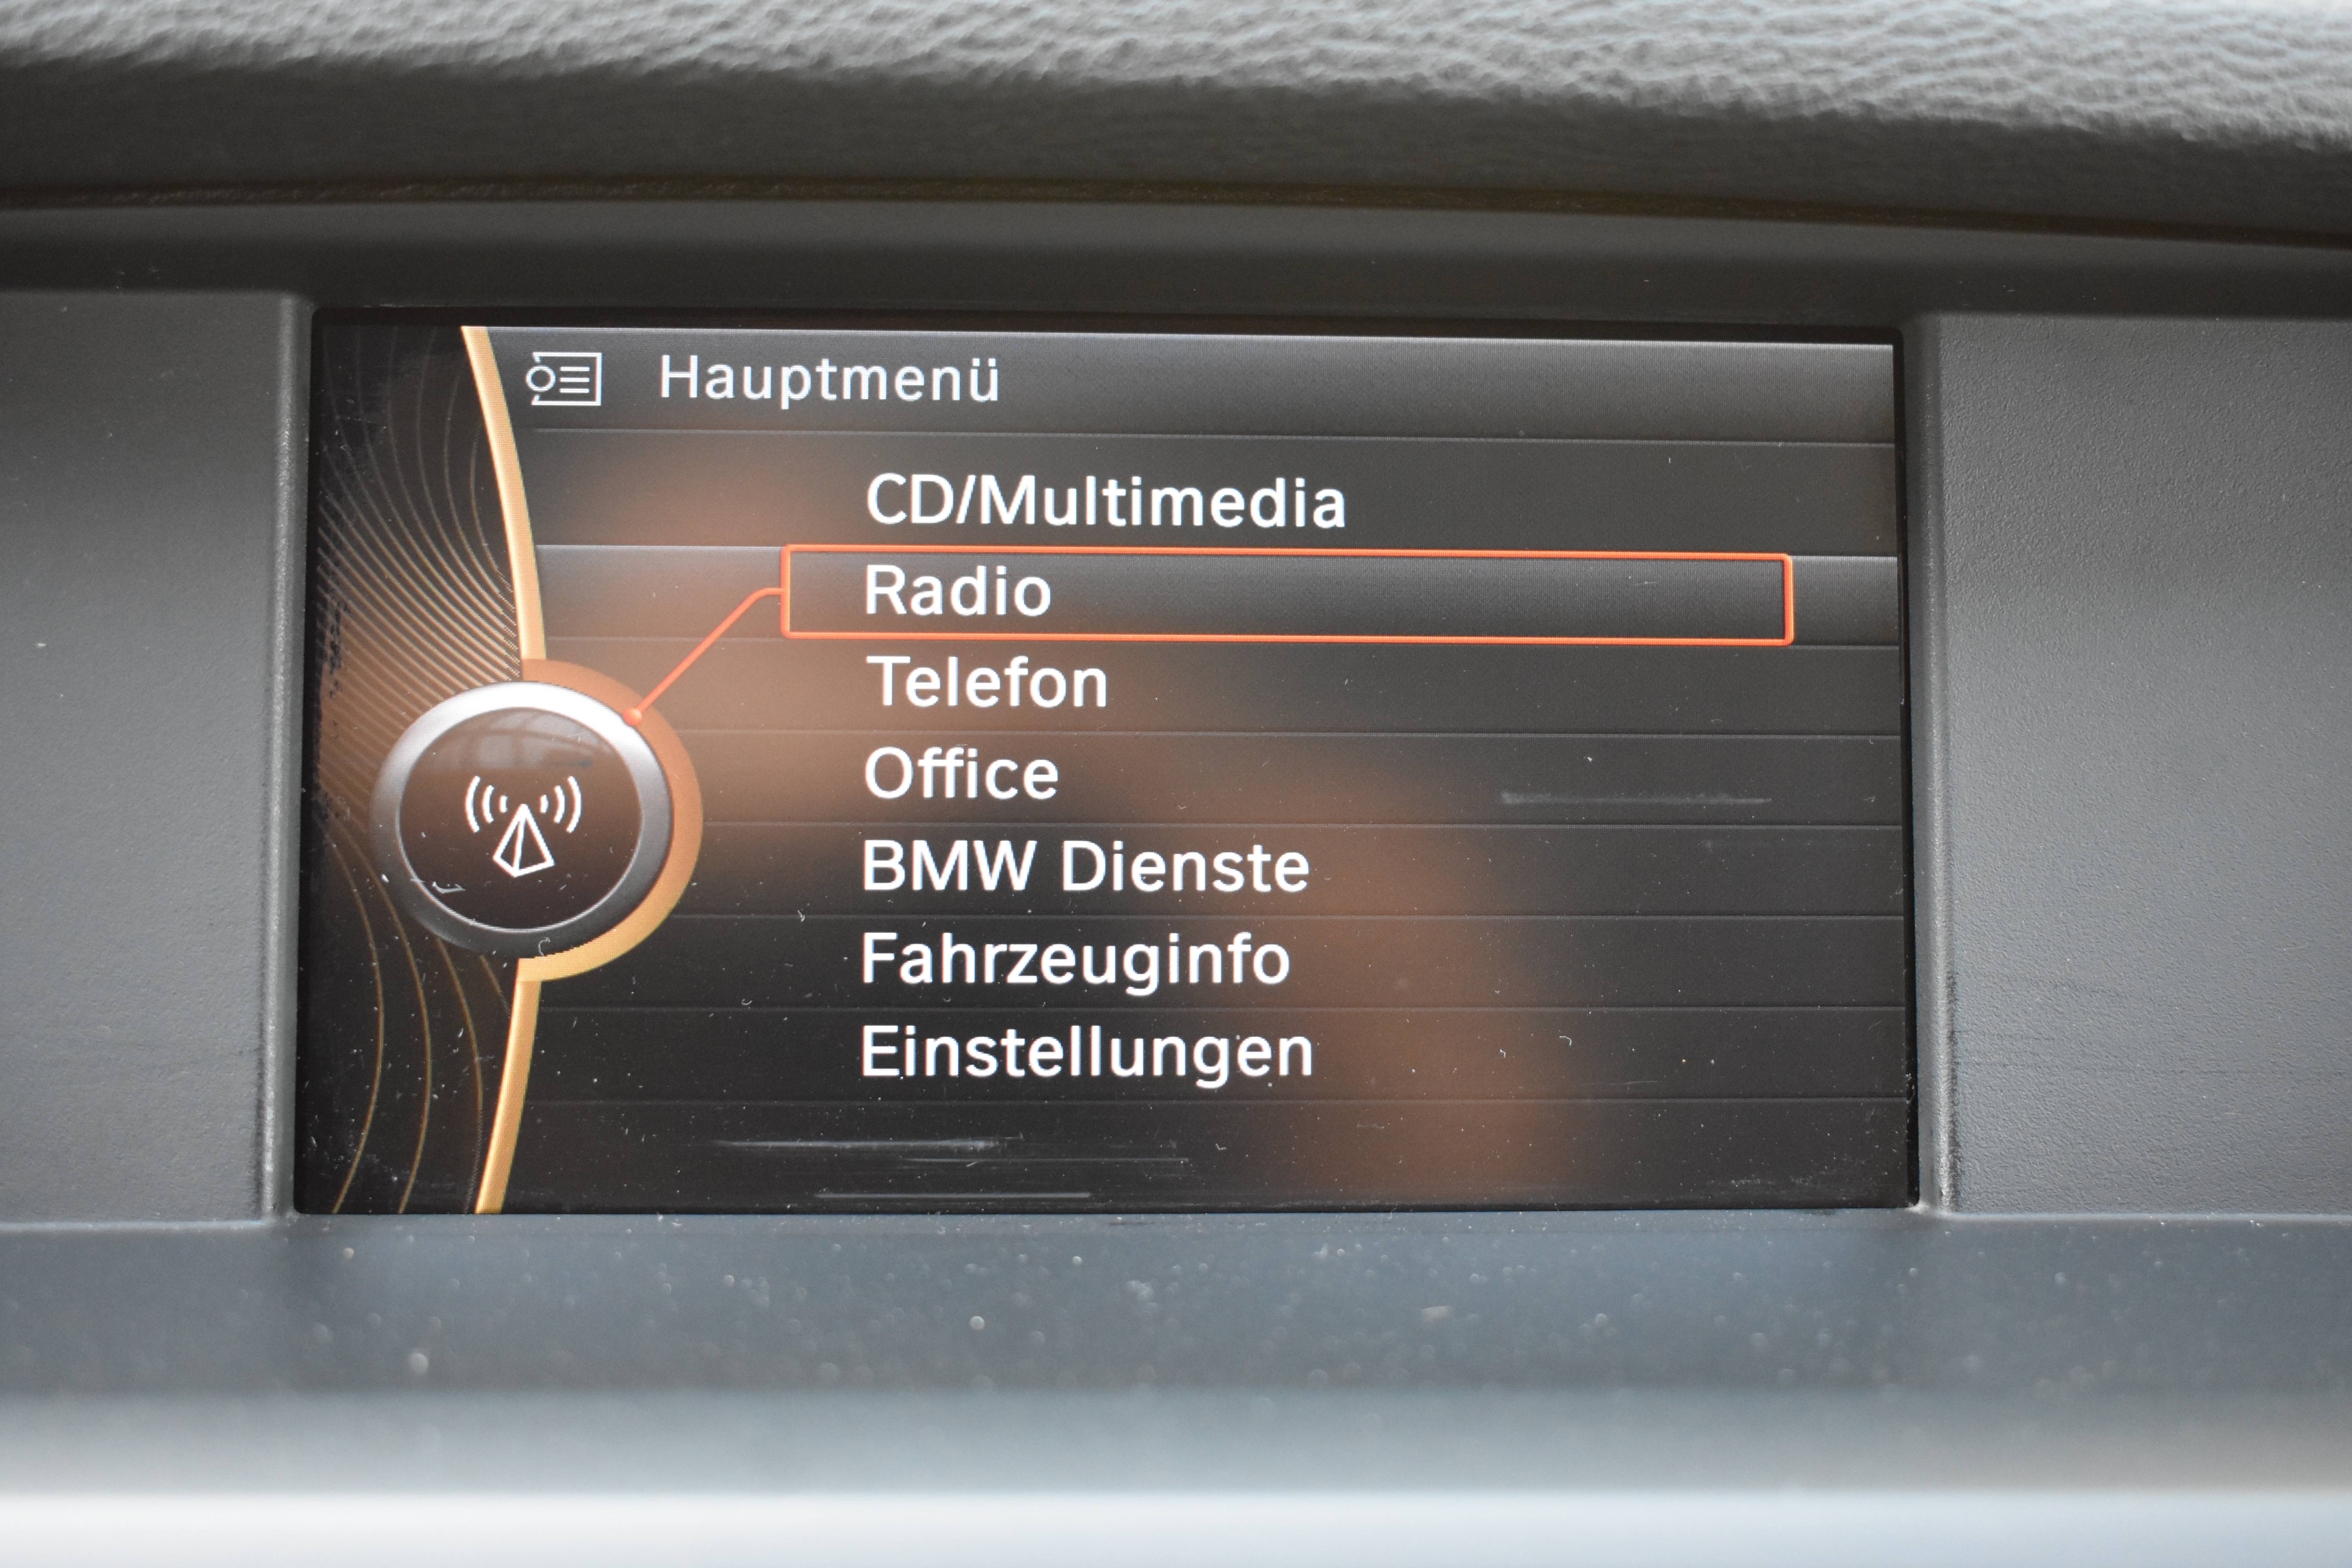 Hauptmenü
CD/Multimedia
Radio
Telefon
Office
BMW Dienste
Fahrzeuginfo
Einstellungen